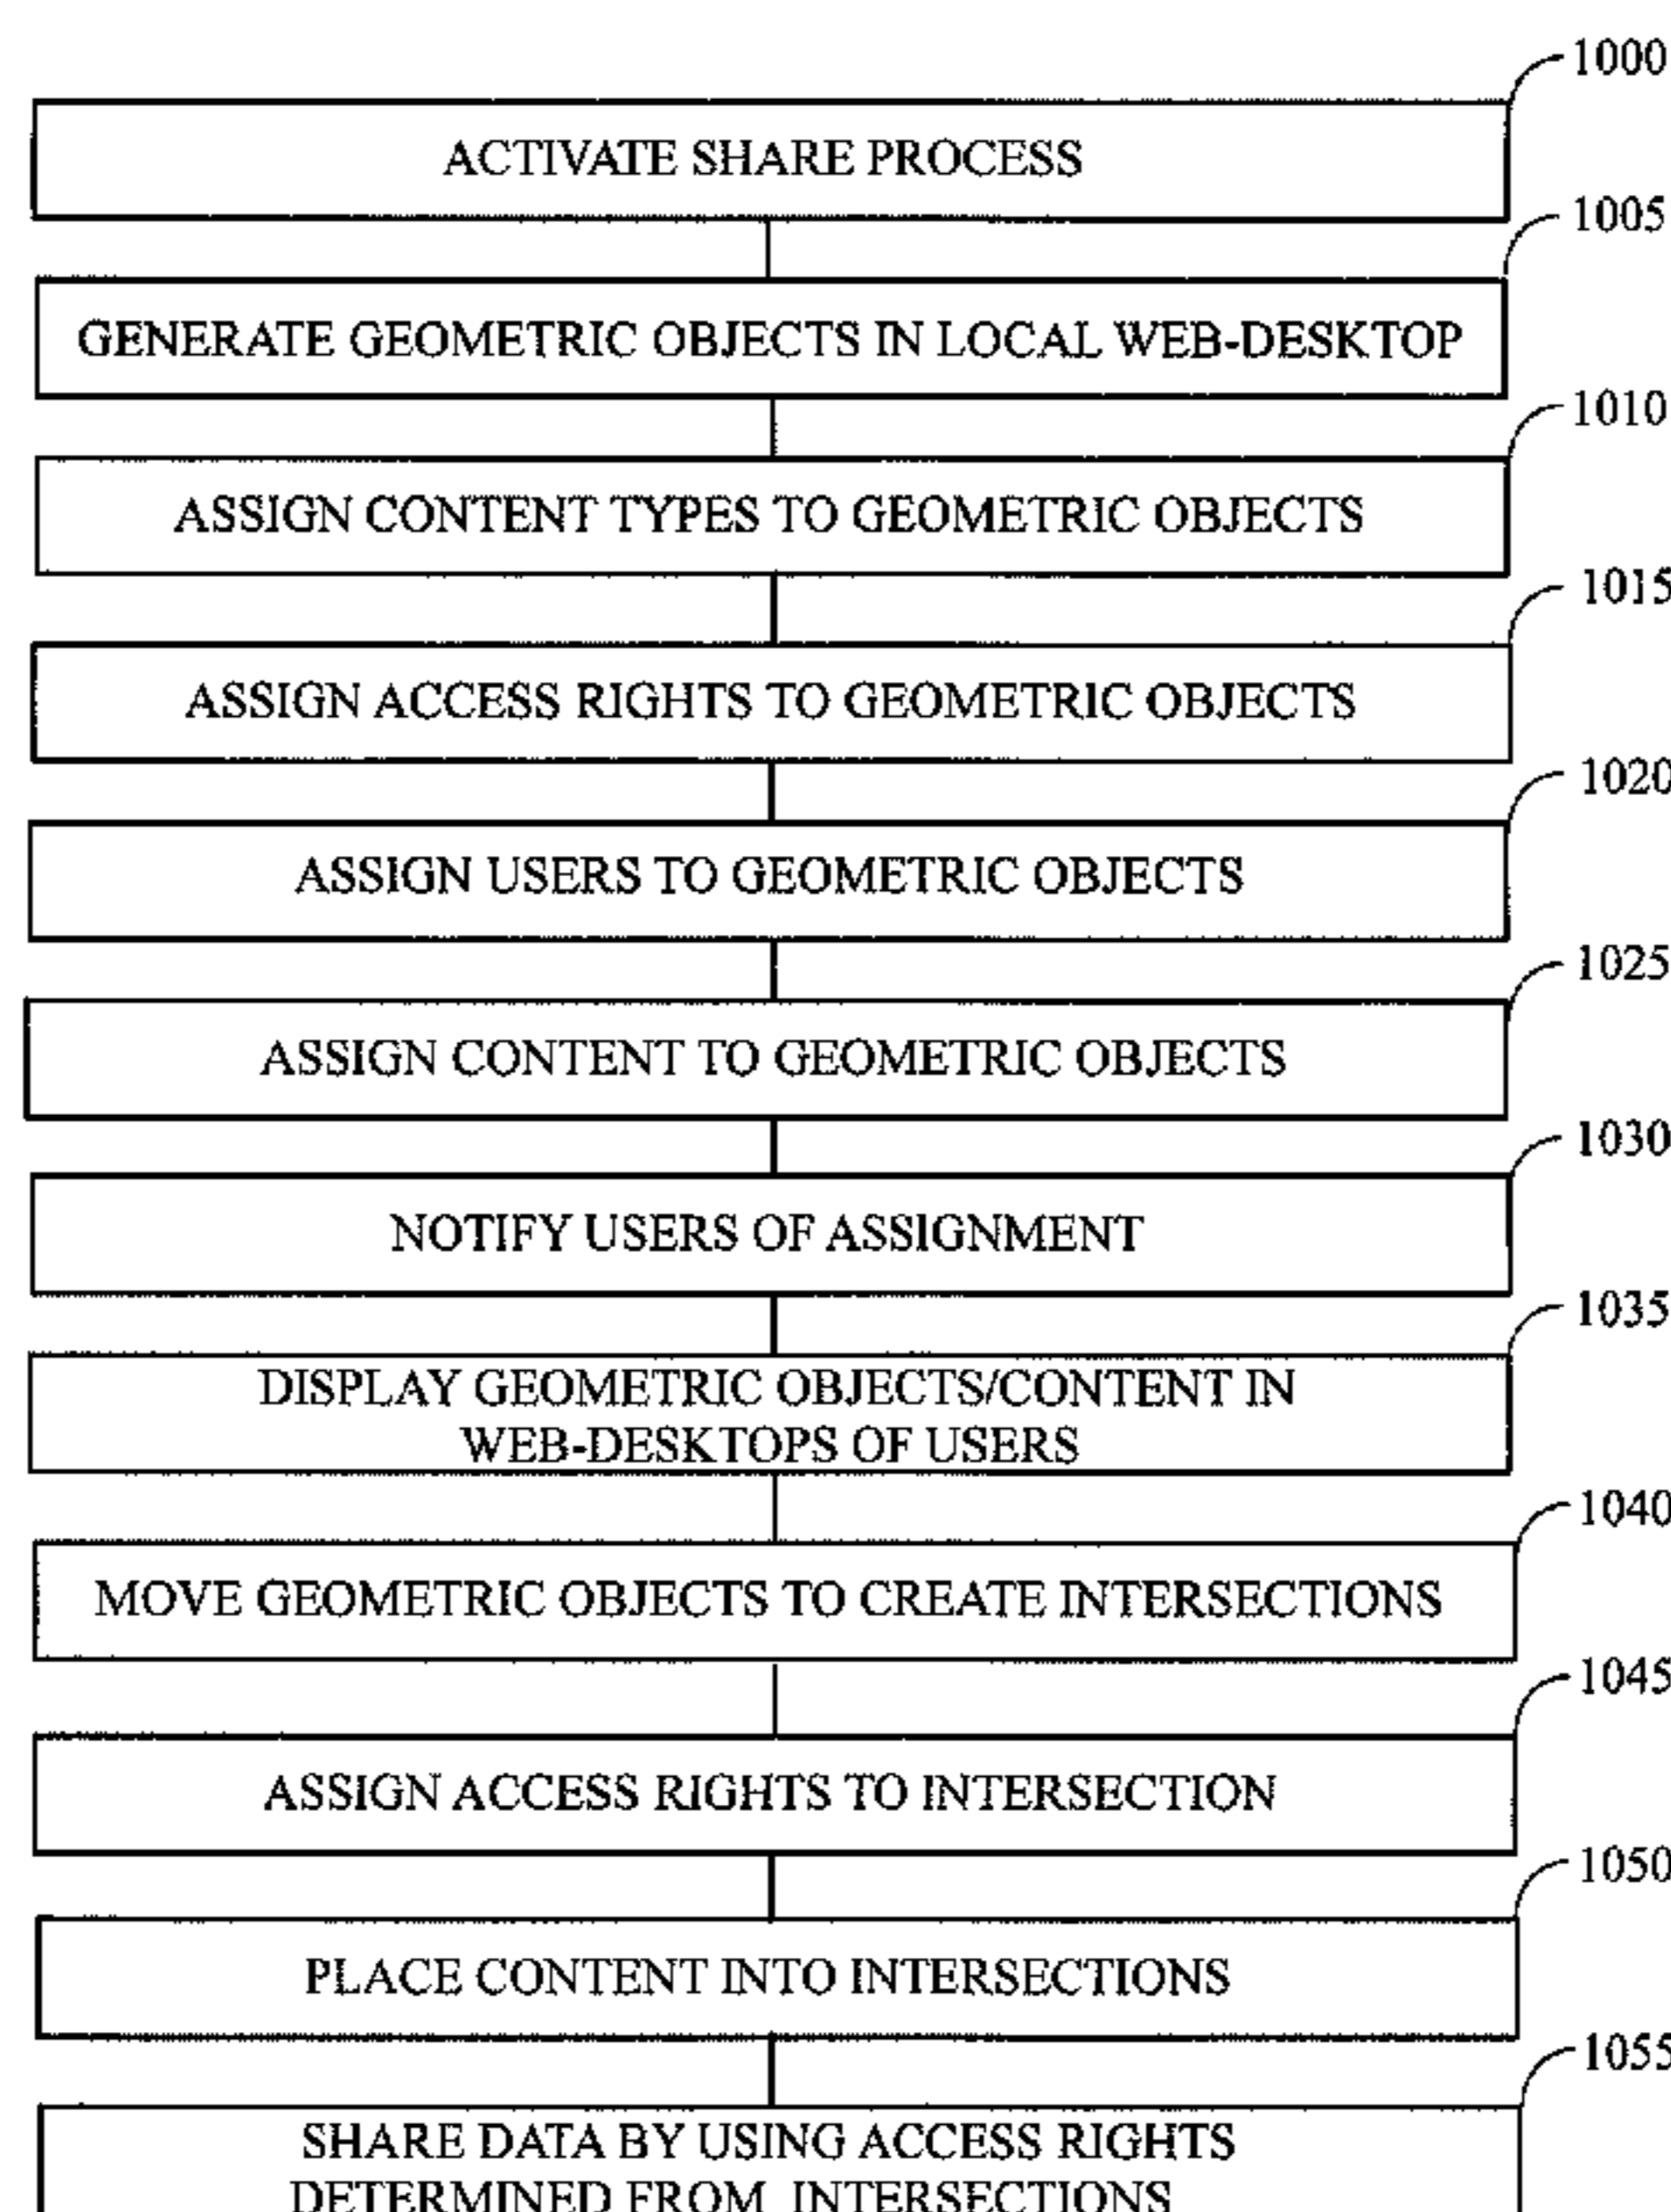 1000
ACTIVATE SHARE PROCESS
1005
GENERATE GEOMETRIC OBJECTS IN LOCAL WEB-DESKTOP
1010
ASSIGN CONTENT TYPES TO GEOMETRIC OBJECTS
1015
ASSIGN ACCESS RIGHTS TO GEOMETRIC OBJECTS
1020
ASSIGN USERS TO GEOMETRIC OBJECTS
1025
ASSIGN CONTENT TO GEOMETRIC OBJECTS
1030
NOTIFY USERS OF ASSIGNMENT
1035
DISPLAY GEOMETRIC OBJECTS/CONTENT IN
WEB-DESKTOPS OF USERS
1040
MOVE GEOMETRIC OBJECTS TO CREATE INTERSECTIONS
1045
ASSIGN ACCESS RIGHTS TO INTERSECTION
1050
PLACE CONTENT INTO INTERSECTIONS
1055
SHARE DATA BY USING ACCESS RIGHTS
DETERMINED FROM INTERSECTIONS